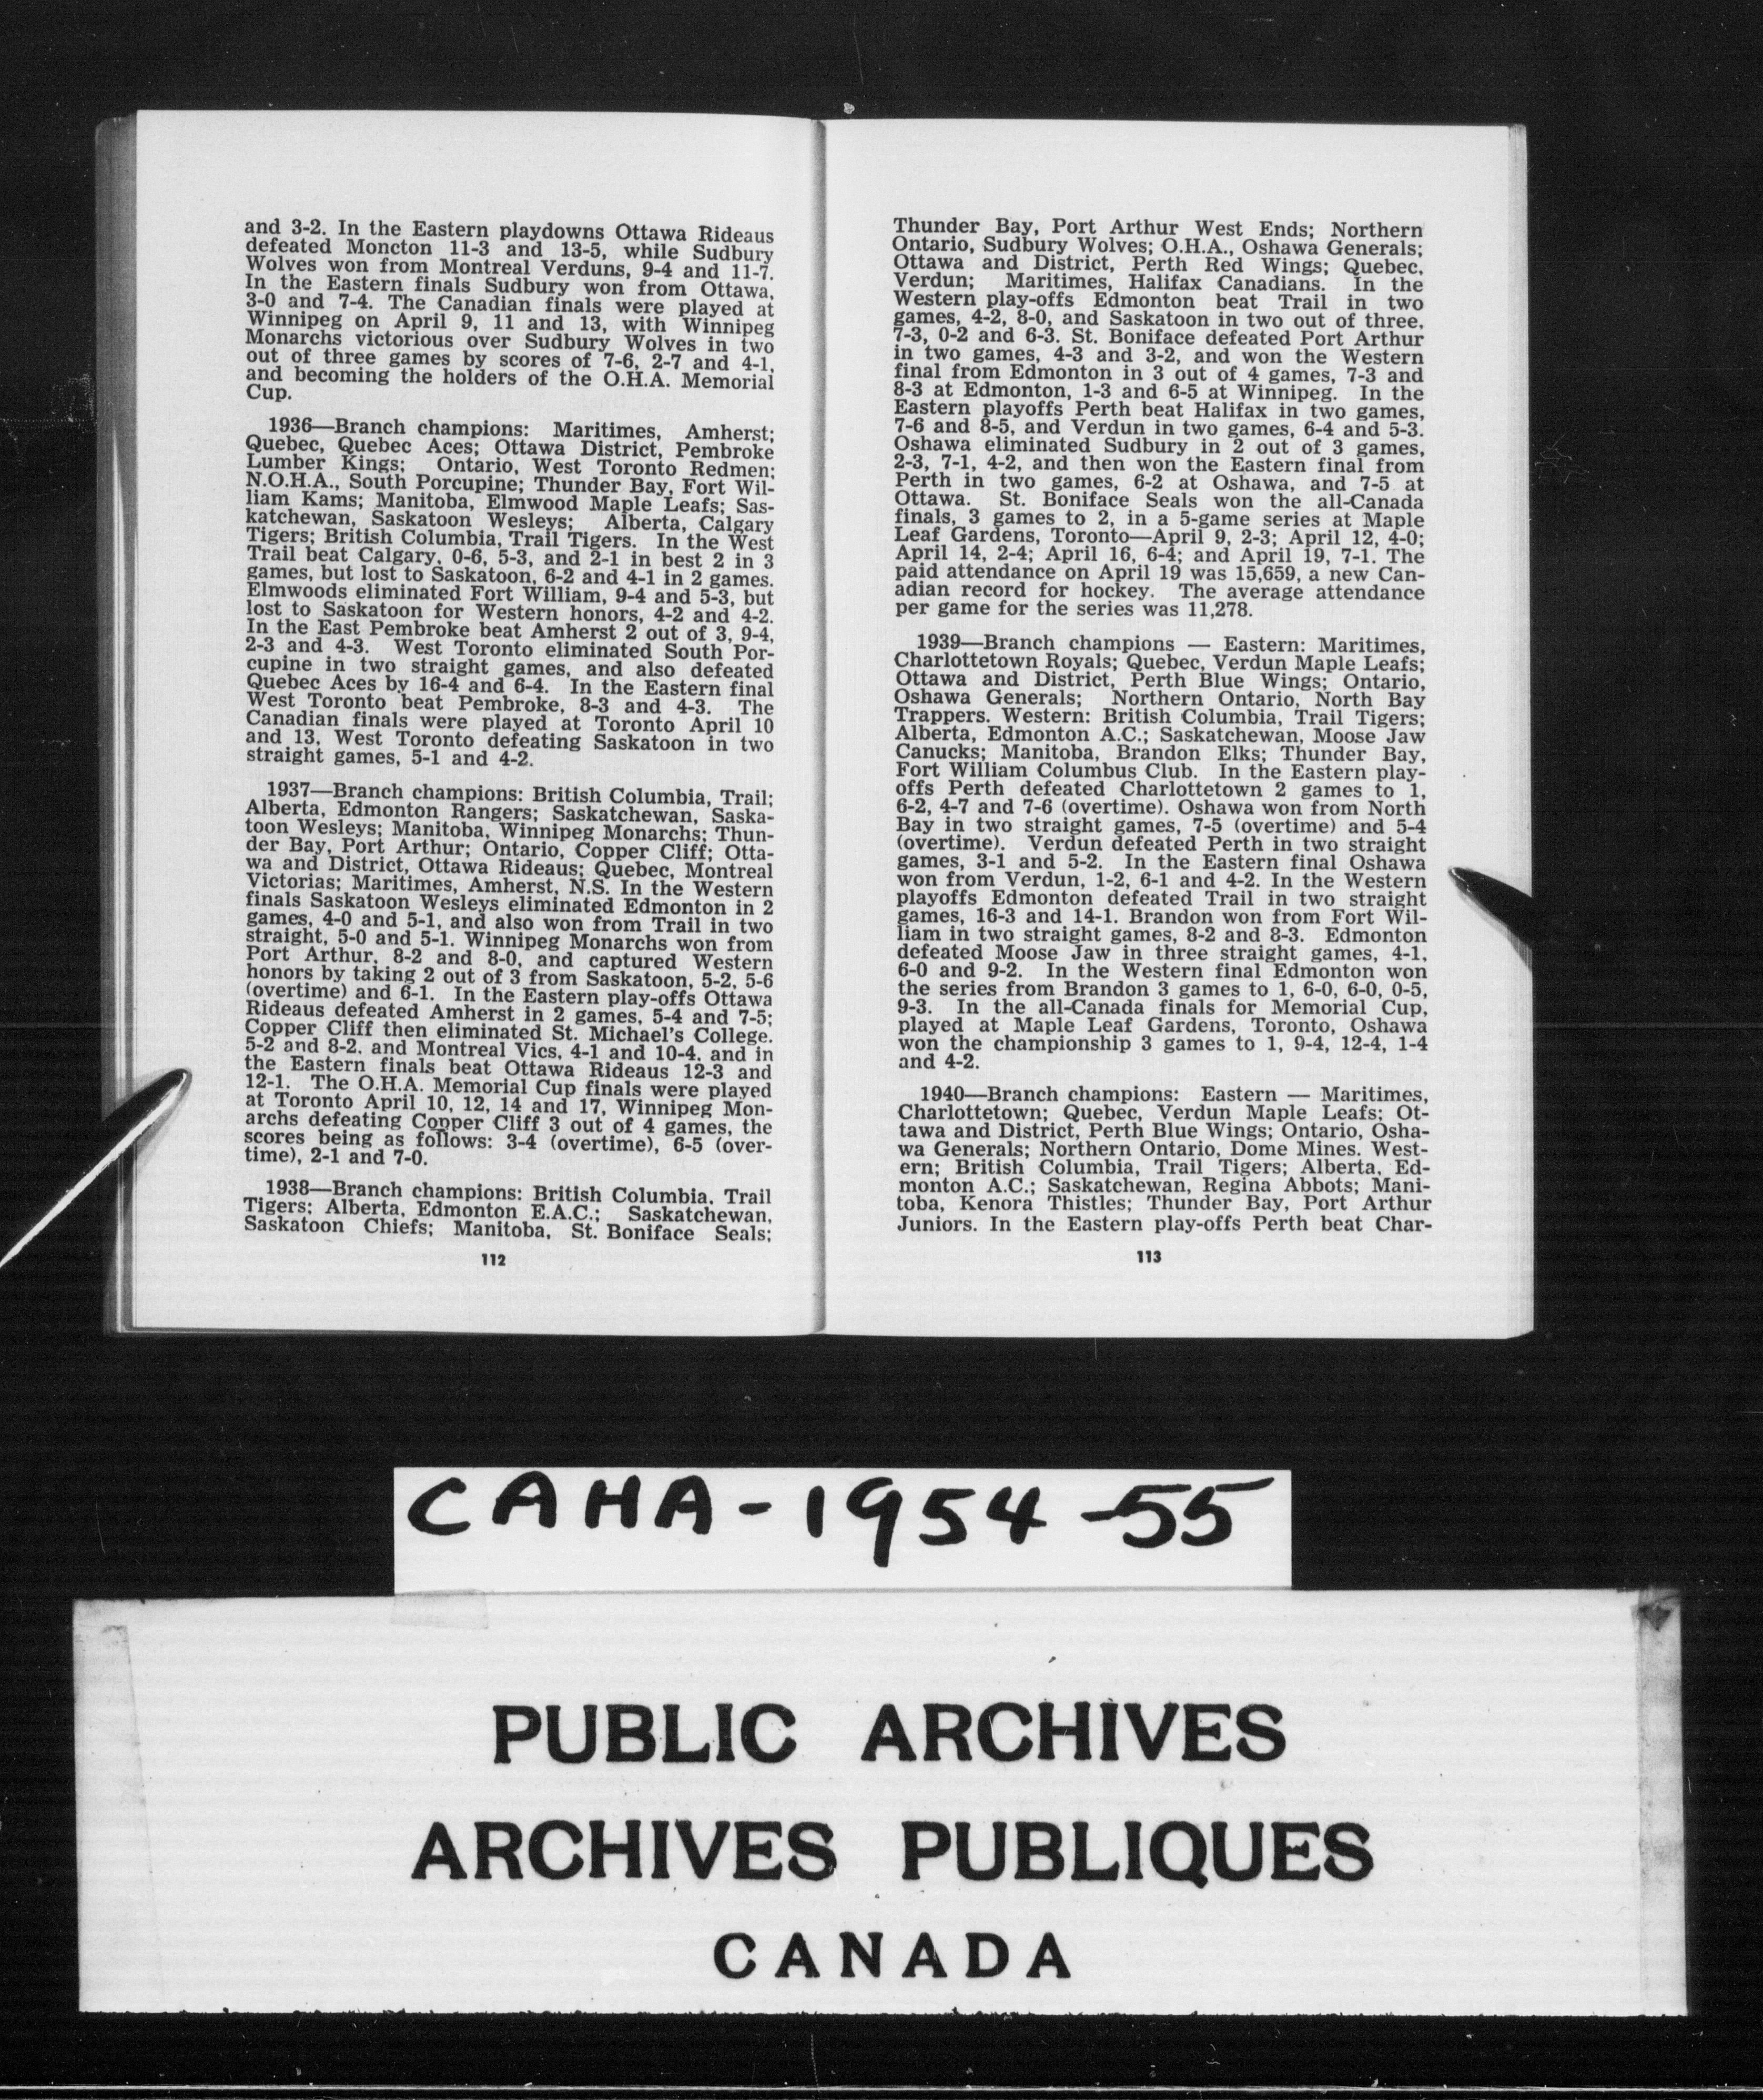 and 3-2. In the Eastern playdowns Ottawa Rideaus
defeated Moncton 11-3 and 13-5, while Sudbury
Wolves won from Montreal Verduns, 9-4 and 11-7.
In the Eastern finals Sudbury won from Ottawa,
3-0 and 7-4. The Canadian finals were played at
Winnipeg on April 9, 11 and 13, with Winnipeg
Monarchs victorious over Sudbury Wolves in two
out of three games by scores of 7-6, 2-7 and 4-1,
and becoming the holders of the O.H.A. Memorial
Cup.
1936—Branch champions: Maritimes, Amherst;
Quebec, Quebec Aces; Ottawa District, Pembroke
Lumber Kings; Ontario, West Toronto Redmen;
N.O.H.A., South Porcupine; Thunder Bay, Fort Wil-
liam Kams; Manitoba, Elmwood Maple Leafs; Sas-
katchewan, Saskatoon Wesleys; Alberta, Calgary
Tigers; British Columbia, Trail Tigers. In the West
Trail beat Calgary, 0-6, 5-3, and 2-1 in best 2 in 3
games, but lost to Saskatoon, 6-2 and 4-1 in 2 games.
Elmwoods eliminated Fort William, 9-4 and 5-3, but
lost to Saskatoon for Western honors, 4-2 and 4-2.
In the East Pembroke beat Amherst 2 out of 3, 9-4,
2-3 and 4-3. West Toronto eliminated South Por-
cupine in two straight games, and also defeated
Quebec Aces by 16-4 and 6-4. In the Eastern final
West Toronto beat Pembroke, 8-3 and 4-3. The
Canadian finals were played at Toronto April 10
and 13, West Toronto defeating Saskatoon in two
straight games, 5-1 and 4-2.
1937—Branch champions: British Columbia, Trail;
Alberta, Edmonton Rangers; Saskatchewan, Saska-
toon Wesleys; Manitoba, Winnipeg Monarchs; Thun-
der Bay, Port Arthur; Ontario, Copper Cliff; Otta-
wa and District, Ottawa Rideaus; Quebec, Montreal
Victorias; Maritimes, Amherst, N.S. In the Western
finals Saskatoon Wesleys eliminated Edmonton in 2
games, 4-0 and 5-1, and also won from Trail in two
straight, 5-0 and 5-1. Winnipeg Monarchs won from
Port Arthur, 8-2 and 8-0, and captured Western
honors by taking 2 out of 3 from Saskatoon, 5-2, 5-6
(overtime) and 6-1. In the Eastern play-offs Ottawa
Rideaus defeated Amherst in 2 games, 5-4 and 7-5;
Copper Cliff then eliminated St. Michael's College.
5-2 and 8-2, and Montreal Vics, 4-1 and 10-4, and in
the Eastern finals beat Ottawa Rideaus 12-3 and
12-1. The O.H.A. Memorial Cup finals were played
at Toronto April 10, 12, 14 and 17, Winnipeg Mon-
archs defeating Copper Cliff 3 out of 4 games, the
scores being as follows: 3-4 (overtime), 6-5 (over-
time), 2-1 and 7-0.
1938—Branch champions: British Columbia, Trail
Tigers; Alberta, Edmonton E.A.C.; Saskatchewan,
Saskatoon Chiefs; Manitoba, St. Boniface Seals;
112
Thunder Bay, Port Arthur West Ends; Northern
Ontario, Sudbury Wolves; O.H.A., Oshawa Generals;
Ottawa and District, Perth Red Wings; Quebec,
Verdun; Maritimes, Halifax Canadians. In the
Western play-offs Edmonton beat Trail in two
games, 4-2, 8-0, and Saskatoon in two out of three,
7-3, 0-2 and 6-3. St. Boniface defeated Port Arthur
in two games, 4-3 and 3-2, and won the Western
final from Edmonton in 3 out of 4 games, 7-3 and
8-3 at Edmonton, 1-3 and 6-5 at Winnipeg. In the
Eastern playoffs Perth beat Halifax in two games,
7-6 and 8-5, and Verdun in two games, 6-4 and 5-3.
Oshawa eliminated Sudbury in 2 out of 3 games,
2-3, 7-1, 4-2, and then won the Eastern final from
Perth in two games, 6-2 at Oshawa, and 7-5 at
Ottawa. St. Boniface Seals won the all-Canada
finals, 3 games to 2, in a 5-game series at Maple
Leaf Gardens, Toronto—April 9, 2-3; April 12, 4-0;
April 14, 2-4; April 16, 6-4; and April 19, 7-1. The
paid attendance on April 19 was 15,659, a new Can-
adian record for hockey. The average attendance
per game for the series was 11,278.
1939—Branch champions — Eastern: Maritimes,
Charlottetown Royals; Quebec, Verdun Maple Leafs;
Ottawa and District, Perth Blue Wings; Ontario,
Oshawa Generals; Northern Ontario, North Bay
Trappers. Western: British Columbia, Trail Tigers;
Alberta, Edmonton A.C.; Saskatchewan, Moose Jaw
Canucks; Manitoba, Brandon Elks; Thunder Bay,
Fort William Columbus Club. In the Eastern play-
offs Perth defeated Charlottetown 2 games to 1,
6-2, 4-7 and 7-6 (overtime). Oshawa won from North
Bay in two straight games, 7-5 (overtime) and 5-4
(overtime). Verdun defeated Perth in two straight
games, 3-1 and 5-2. In the Eastern final Oshawa
won from Verdun, 1-2, 6-1 and 4-2. In the Western
playoffs Edmonton defeated Trail in two straight
games, 16-3 and 14-1. Brandon won from Fort Wil-
liam in two straight games, 8-2 and 8-3. Edmonton
defeated Moose Jaw in three straight games, 4-1,
6-0 and 9-2. In the Western final Edmonton won
the series from Brandon 3 games to 1, 6-0, 6-0, 0-5,
9-3. In the all-Canada finals for Memorial Cup,
played at Maple Leaf Gardens, Toronto, Oshawa
won the championship 3 games to 1, 9-4, 12-4, 1-4
and 4-2.
1940—Branch champions: Eastern — Maritimes,
Charlottetown; Quebec, Verdun Maple Leafs; Ot-
tawa and District, Perth Blue Wings; Ontario, Osha-
wa Generals; Northern Ontario, Dome Mines. West-
ern; British Columbia, Trail Tigers; Alberta, Ed-
monton A.C.; Saskatchewan, Regina Abbots; Mani-
toba, Kenora Thistles; Thunder Bay, Port Arthur
Juniors. In the Eastern play-offs Perth beat Char-
113
CAHA-1954-55
PUBLIC ARCHIVES
ARCHIVES PUBLIQUES
CANADA